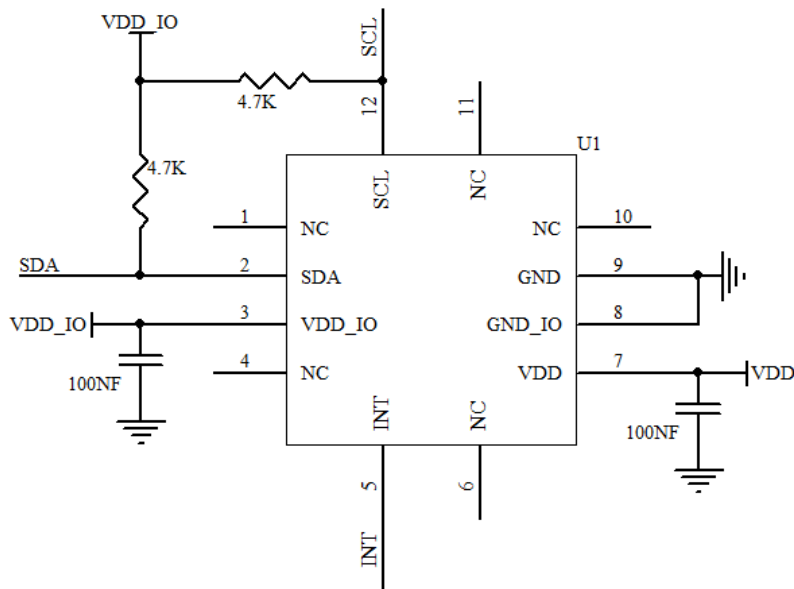 VDD_IO
SCL
4.7K
12
11
4.7K
U1
SCL
NC
1
NC
NC
10
SDA
2
SDA
GND
9
VDD_IO
3
VDD_IO
GND_IO
8
4
NC
VDD
7
VDD
100NF
INT
NC
100NF
5
6
INT